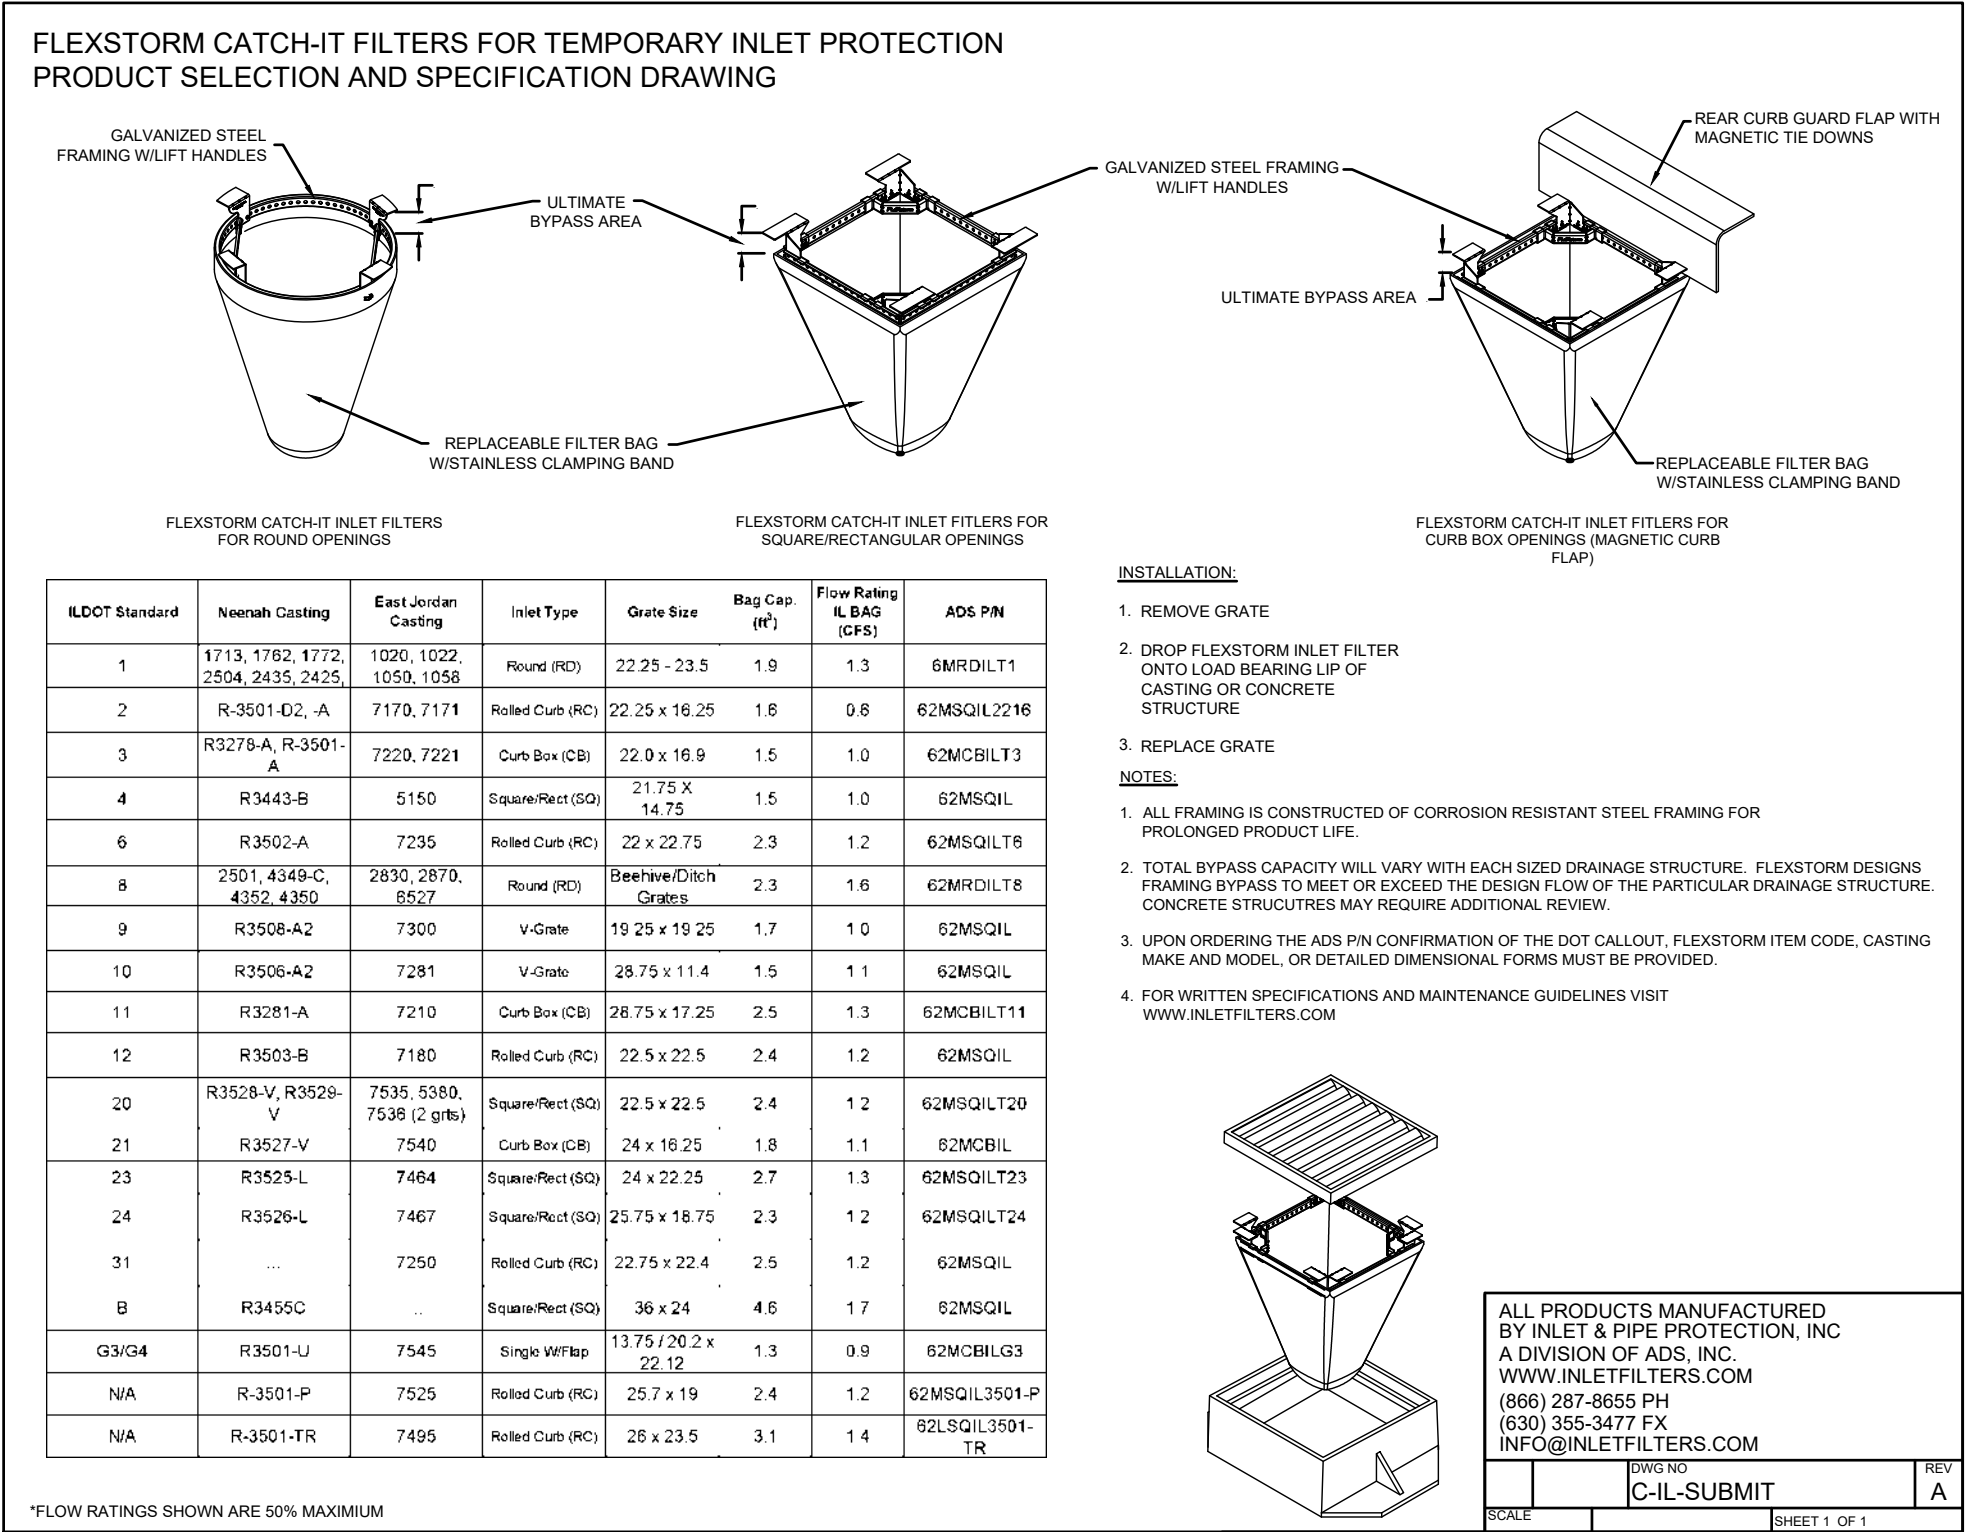 FLEXSTORM CATCH-IT FILTERS FOR TEMPORARY INLET PROTECTION
PRODUCT SELECTION AND SPECIFICATION DRAWING
GALVANIZED STEEL
FRAMING W/LIFT HANDLES
ULTIMATE
BYPASS AREA
GALVANIZED STEEL FRAMING
W/LIFT HANDLES
REAR CURB GUARD FLAP WITH
MAGNETIC TIE DOWNS
ULTIMATE BYPASS AREA
REPLACEABLE FILTER BAG
W/STAINLESS CLAMPING BAND
REPLACEABLE FILTER BAG
W/STAINLESS CLAMPING BAND
FLEXSTORM CATCH-IT INLET FILTERS
FOR ROUND OPENINGS
FLEXSTORM CATCH-IT INLET FITLERS FOR
SQUARE/RECTANGULAR OPENINGS
FLEXSTORM CATCH-IT INLET FITLERS FOR
CURB BOX OPENINGS (MAGNETIC CURB
FLAP)
ILDOT Standard Neenah Casting East Jordan Casting Inlet Type Grate Size Bag Cap. (ft³) Flow Rating IL BAG (CFS) ADS P/N
1 1713, 1762, 1772, 2504, 2435, 2425, 1020, 1022, 1050, 1058 Round (RD) 22.25 - 23.5 1.9 1.3 6MRDILT1
2 R-3501-D2, -A 7170, 7171 Rolled Curb (RC) 22.25 x 16.25 1.6 0.8 62MSQIL2216
3 R3278-A, R-3501-A 7220, 7221 Curb Box (CB) 22.0 x 16.9 1.5 1.0 62MCBILT3
4 R3443-B 5150 Square/Rect (SQ) 21.75 X 14.75 1.5 1.0 62MSQIL
6 R3502-A 7235 Rolled Curb (RC) 22 x 22.75 2.3 1.2 62MSQILT6
8 2501, 4349-C, 4352, 4350 2830, 2870, 6527 Round (RD) Beehive/Ditch Grates 2.3 1.6 62MRDILT8
9 R3508-A2 7300 V-Grate 19 25 x 19 25 1.7 1 0 62MSQIL
10 R3506-A2 7281 V-Grate 28.75 x 11.4 1.5 1 1 62MSQIL
11 R3281-A 7210 Curb Box (CB) 28.75 x 17.25 2.5 1.3 62MCBILT11
12 R3503-B 7180 Rolled Curb (RC) 22.5 x 22.5 2.4 1.2 62MSQIL
20 R3528-V, R3529-V 7535, 5380, 7536 (2 grts) Square/Rect (SQ) 22.5 x 22.5 2.4 1 2 62MSQILT20
21 R3527-V 7540 Curb Box (CB) 24 x 16.25 1.8 1.1 62MCBIL
23 R3525-L 7464 Square/Rect (SQ) 24 x 22.25 2.7 1.3 62MSQILT23
24 R3526-L 7467 Square/Rect (SQ) 25.75 x 18.75 2.3 1 2 62MSQILT24
31 ... 7250 Rolled Curb (RC) 22.75 x 22.4 2.5 1.2 62MSQIL
B R3455C .. Square/Rect (SQ) 36 x 24 4.6 1 7 62MSQIL
G3/G4 R3501-U 7545 Single W/Flap 13.75 / 20.2 x 22.12 1.3 0.9 62MCBILG3
N/A R-3501-P 7525 Rolled Curb (RC) 25.7 x 19 2.4 1.2 62MSQIL3501-P
N/A R-3501-TR 7495 Rolled Curb (RC) 26 x 23.5 3.1 1 4 62LSQIL3501-TR
*FLOW RATINGS SHOWN ARE 50% MAXIMIUM
INSTALLATION:
1. REMOVE GRATE
2. DROP FLEXSTORM INLET FILTER
ONTO LOAD BEARING LIP OF
CASTING OR CONCRETE
STRUCTURE
3. REPLACE GRATE
NOTES:
1. ALL FRAMING IS CONSTRUCTED OF CORROSION RESISTANT STEEL FRAMING FOR
PROLONGED PRODUCT LIFE.
2. TOTAL BYPASS CAPACITY WILL VARY WITH EACH SIZED DRAINAGE STRUCTURE. FLEXSTORM DESIGNS
FRAMING BYPASS TO MEET OR EXCEED THE DESIGN FLOW OF THE PARTICULAR DRAINAGE STRUCTURE.
CONCRETE STRUCUTRES MAY REQUIRE ADDITIONAL REVIEW.
3. UPON ORDERING THE ADS P/N CONFIRMATION OF THE DOT CALLOUT, FLEXSTORM ITEM CODE, CASTING
MAKE AND MODEL, OR DETAILED DIMENSIONAL FORMS MUST BE PROVIDED.
4. FOR WRITTEN SPECIFICATIONS AND MAINTENANCE GUIDELINES VISIT
WWW.INLETFILTERS.COM
ALL PRODUCTS MANUFACTURED
BY INLET & PIPE PROTECTION, INC
A DIVISION OF ADS, INC.
WWW.INLETFILTERS.COM
(866) 287-8655 PH
(630) 355-3477 FX
INFO@INLETFILTERS.COM
DWG NO
C-IL-SUBMIT
REV
A
SCALE
SHEET 1 OF 1